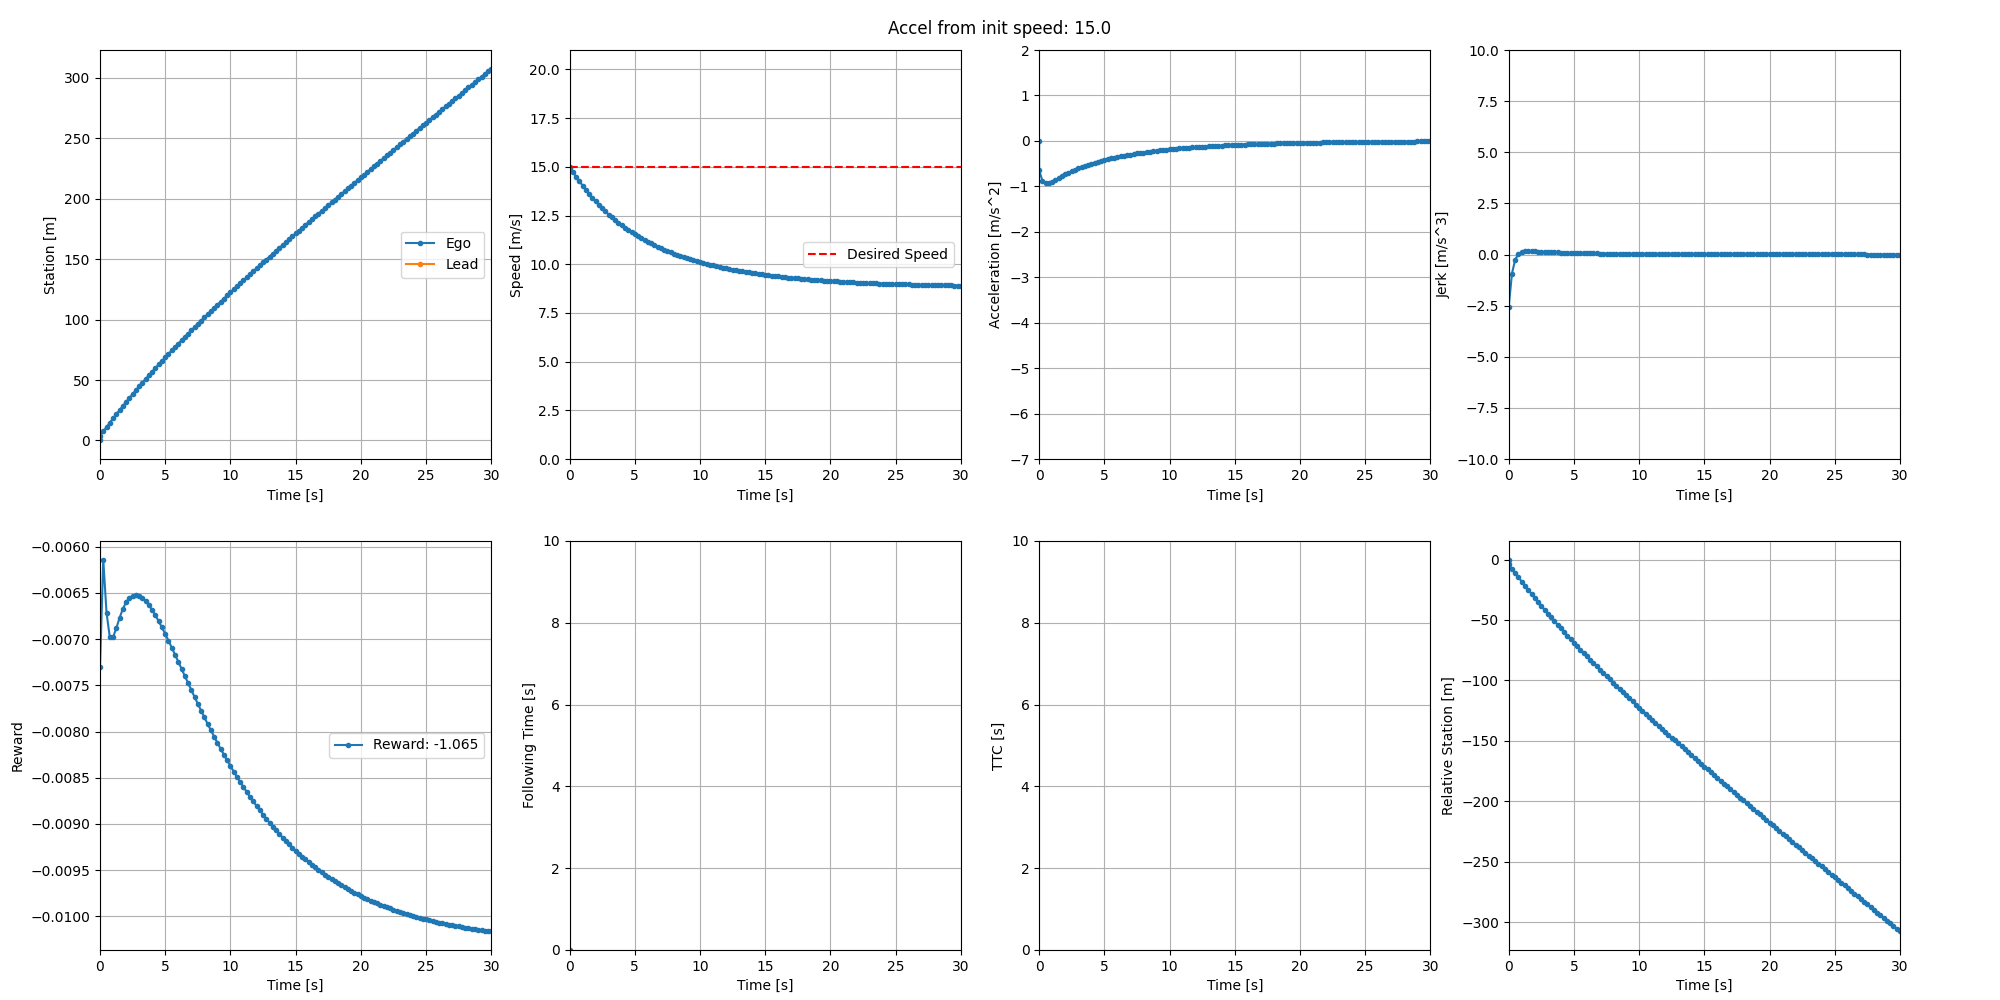 Accel from init speed: 15.0
300
250
200
150
100
50
0
Station [m]
Ego
Lead
0 5 10 15 20 25 30
Time [s]
20.0
17.5
15.0
12.5
10.0
7.5
5.0
2.5
0.0
Speed [m/s]
Desired Speed
0 5 10 15 20 25 30
Time [s]
2
1
0
−1
−2
−3
−4
−5
−6
−7
Acceleration [m/s^2]
0 5 10 15 20 25 30
Time [s]
10.0
7.5
5.0
2.5
0.0
−2.5
−5.0
−7.5
−10.0
Jerk [m/s^3]
0 5 10 15 20 25 30
Time [s]
−0.0060
−0.0065
−0.0070
−0.0075
−0.0080
−0.0085
−0.0090
−0.0095
−0.0100
Reward
Reward: -1.065
0 5 10 15 20 25 30
Time [s]
10
8
6
4
2
0
Following Time [s]
0 5 10 15 20 25 30
Time [s]
10
8
6
4
2
0
TTC [s]
0 5 10 15 20 25 30
Time [s]
0
−50
−100
−150
−200
−250
−300
Relative Station [m]
0 5 10 15 20 25 30
Time [s]